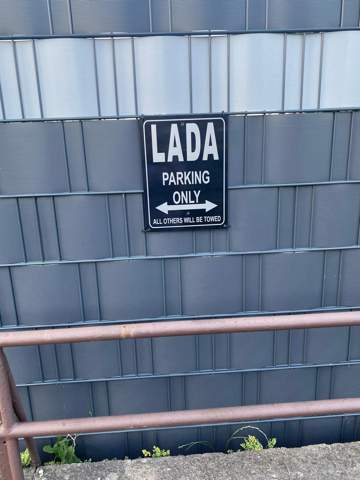 LADA
PARKING
ONLY
ALL OTHERS WILL BE TOWED